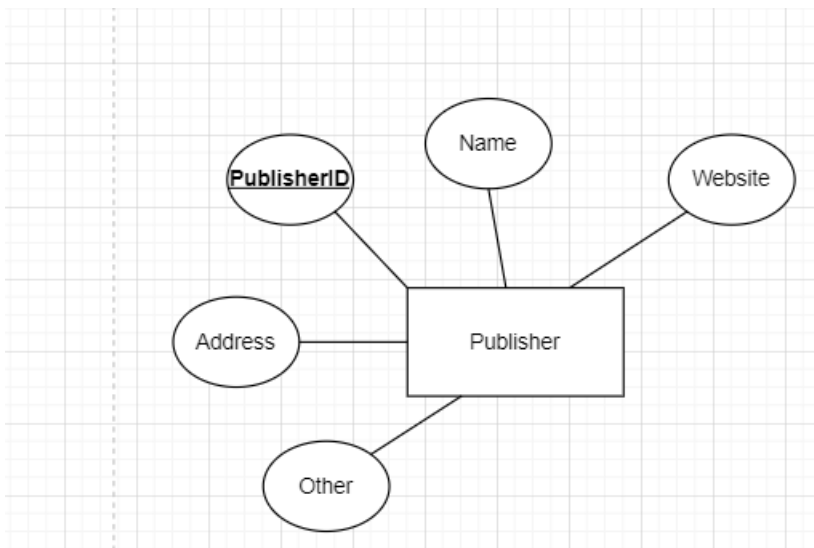 Name
PublisherID
Website
Address
Publisher
Other